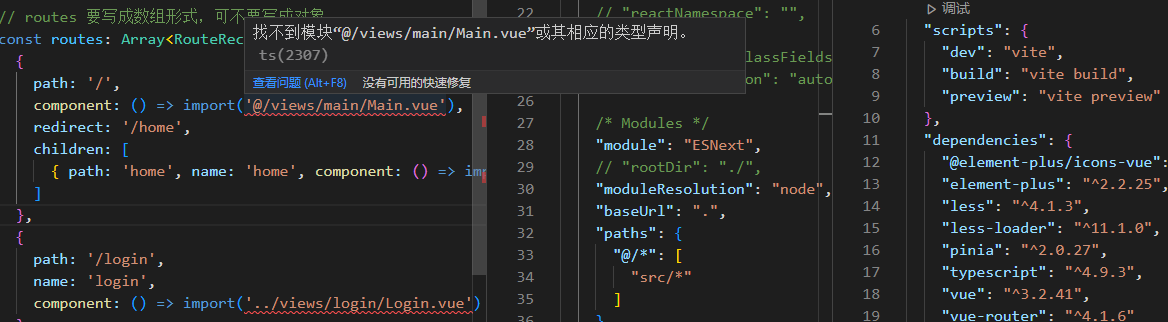 // routes 要写成数组形式，可不要写成对象
const routes: Array<RouteRec
{
path: '/',
component: () => import('@/views/main/Main.vue'),
redirect: '/home',
children: [
{ path: 'home', name: 'home', component: () => imp
]
},
{
path: '/login',
name: 'login',
component: () => import('../views/login/Login.vue')
找不到模块“@/views/main/Main.vue”或其相应的类型声明。
ts(2307)
查看问题 (Alt+F8) 没有可用的快速修复
22 // "reactNamespace": "",
lassFields
on": "auto
26
27 /* Modules */
28 "module": "ESNext",
29 // "rootDir": "./",
30 "moduleResolution": "node",
31 "baseUrl": ".",
32 "paths": {
33 "@/*": [
34 "src/*"
35 ]
36 }
调试
6 "scripts": {
7 "dev": "vite",
8 "build": "vite build",
9 "preview": "vite preview"
10 },
11 "dependencies": {
12 "@element-plus/icons-vue":
13 "element-plus": "^2.2.25",
14 "less": "^4.1.3",
15 "less-loader": "^11.1.0",
16 "pinia": "^2.0.27",
17 "typescript": "^4.9.3",
18 "vue": "^3.2.41",
19 "vue-router": "^4.1.6"